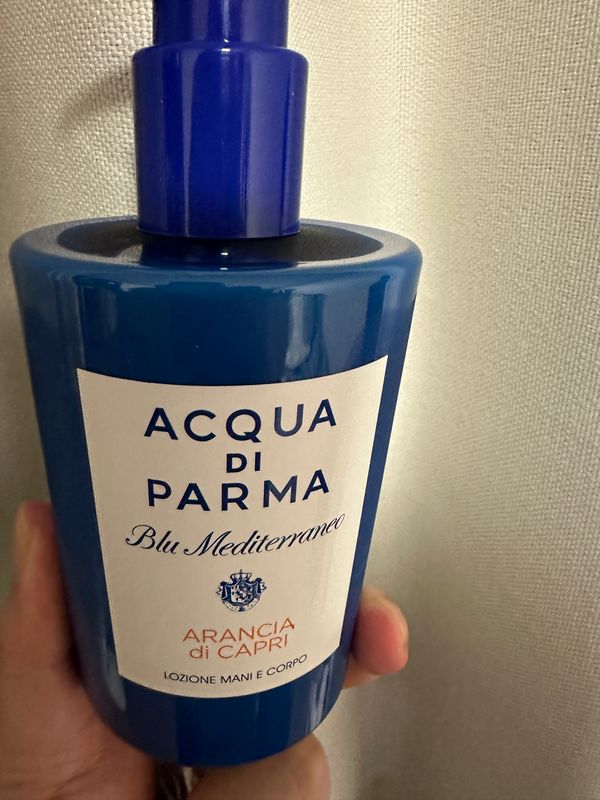 ACQUA
DI
PARMA
Blu Mediterraneo
ARANCIA
di CAPRI
LOZIONE MANI E CORPO